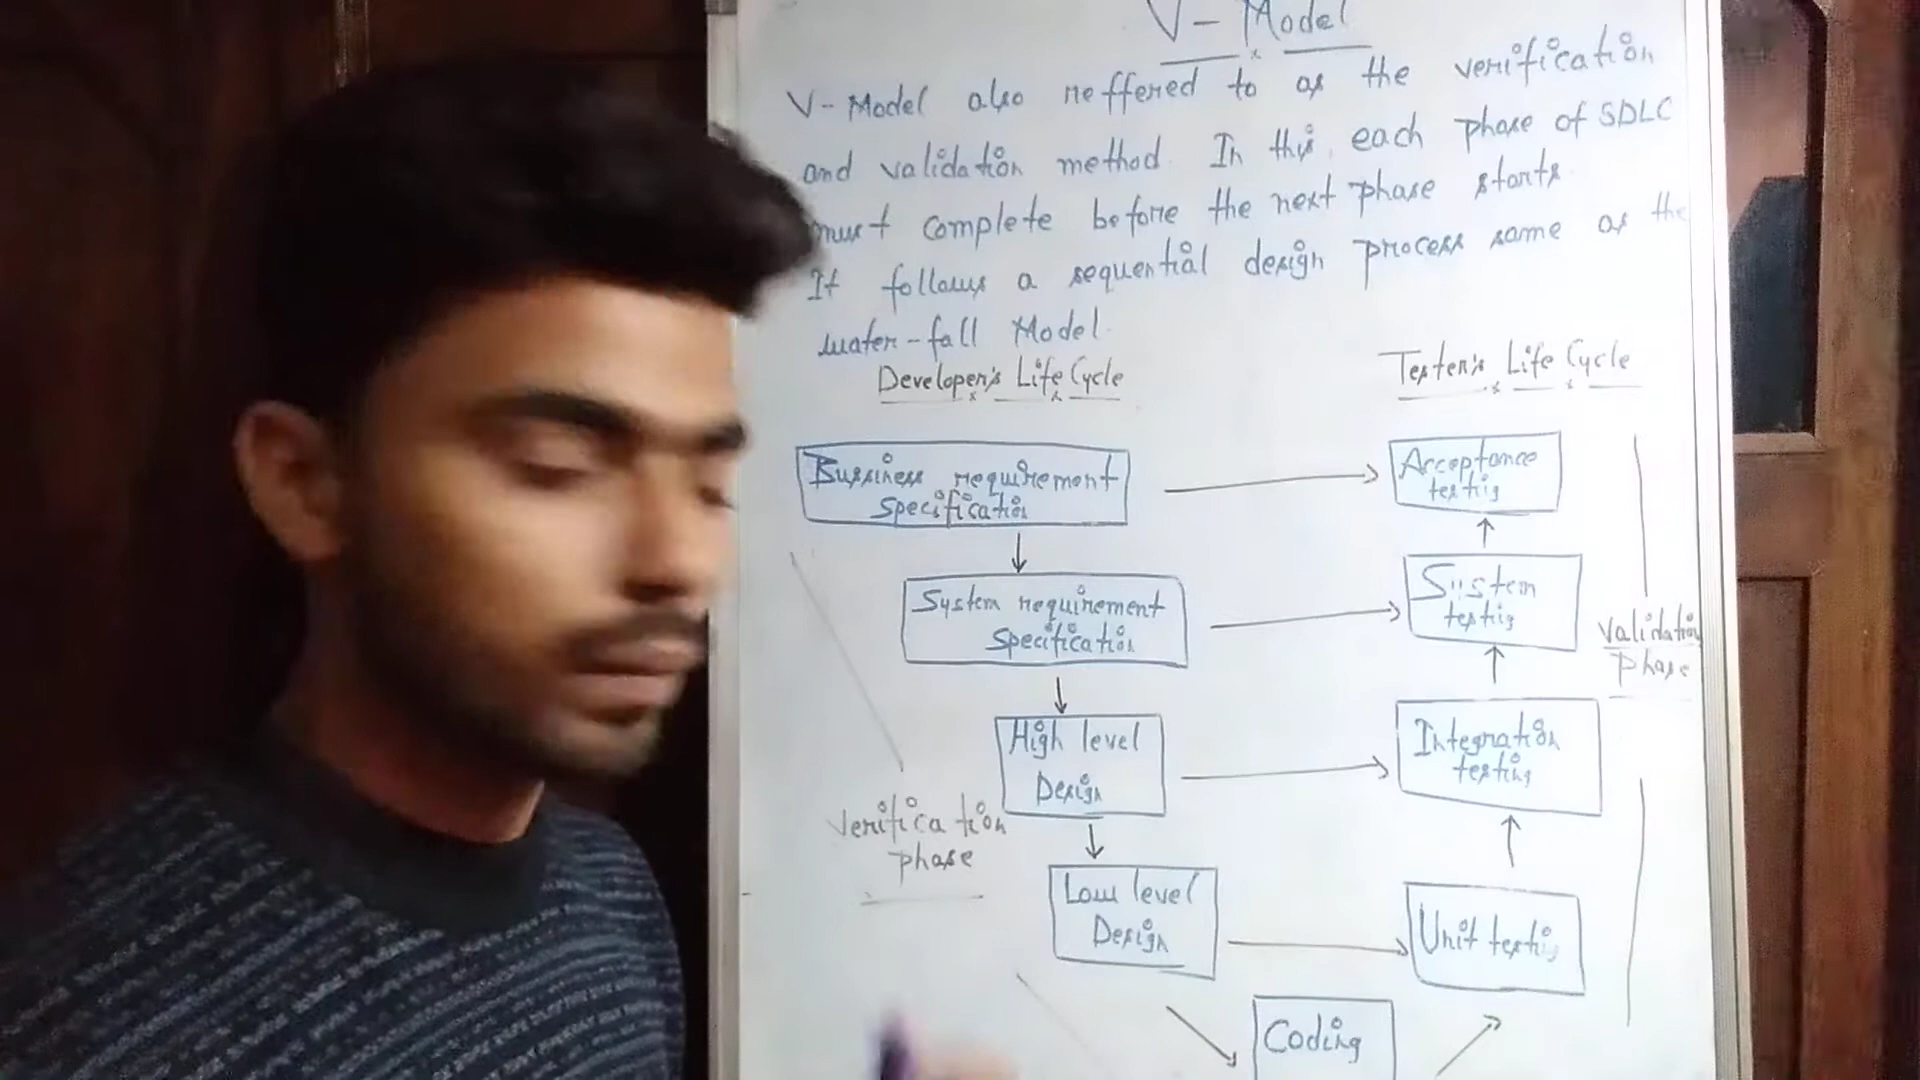 V - Model
V-Model also reffered to as the verification
and validation method. In this, each phase of SDLC
must complete before the next phase starts.
It follows a sequential design process same as the
water-fall Model.
Developer's Life Cycle
Tester's Life Cycle
Bussiness requirement
Specification
Acceptance
testing
System requirement
Specification
System
testing
Validation
phase
High level
Design
Integration
testing
Verification
phase
Low level
Design
Unit testing
Coding